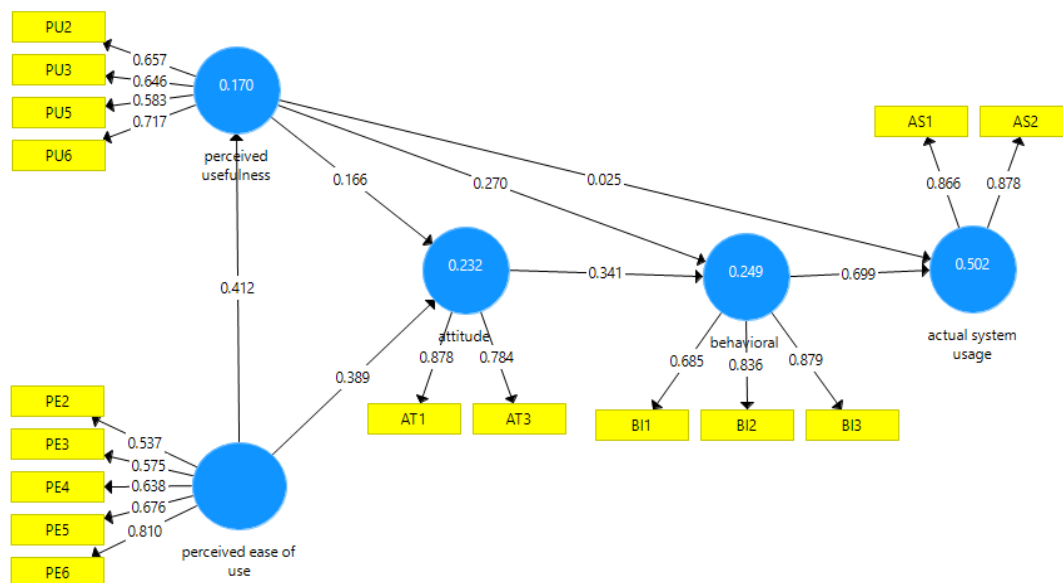 PU2
PU3
PU5
PU6
0.657
0.646
0.583
0.717
0.170
perceived
usefulness
0.166
0.270
0.025
AS1
AS2
0.866
0.878
0.412
0.232
attitude
0.341
0.249
behavioral
0.699
0.502
actual system
usage
0.389
0.878
0.784
AT1
AT3
0.685
0.836
0.879
BI1
BI2
BI3
PE2
PE3
PE4
PE5
PE6
0.537
0.575
0.638
0.676
0.810
perceived ease of
use